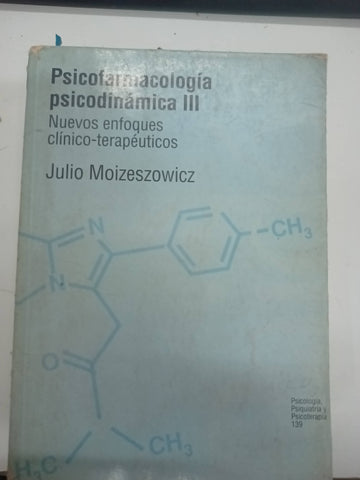 Psicofarmacología
psicodinámica III
Nuevos enfoques
clínico-terapéuticos
Julio Moizeszowicz
N
CH₃
N
O
CH₃
H₃C
Psicología,
Psiquiatría y
Psicoterapia
139